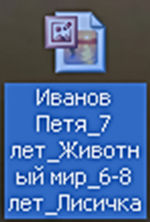 Иванов
Петя_7
лет_Животн
ый мир_6-8
лет_Лисичка